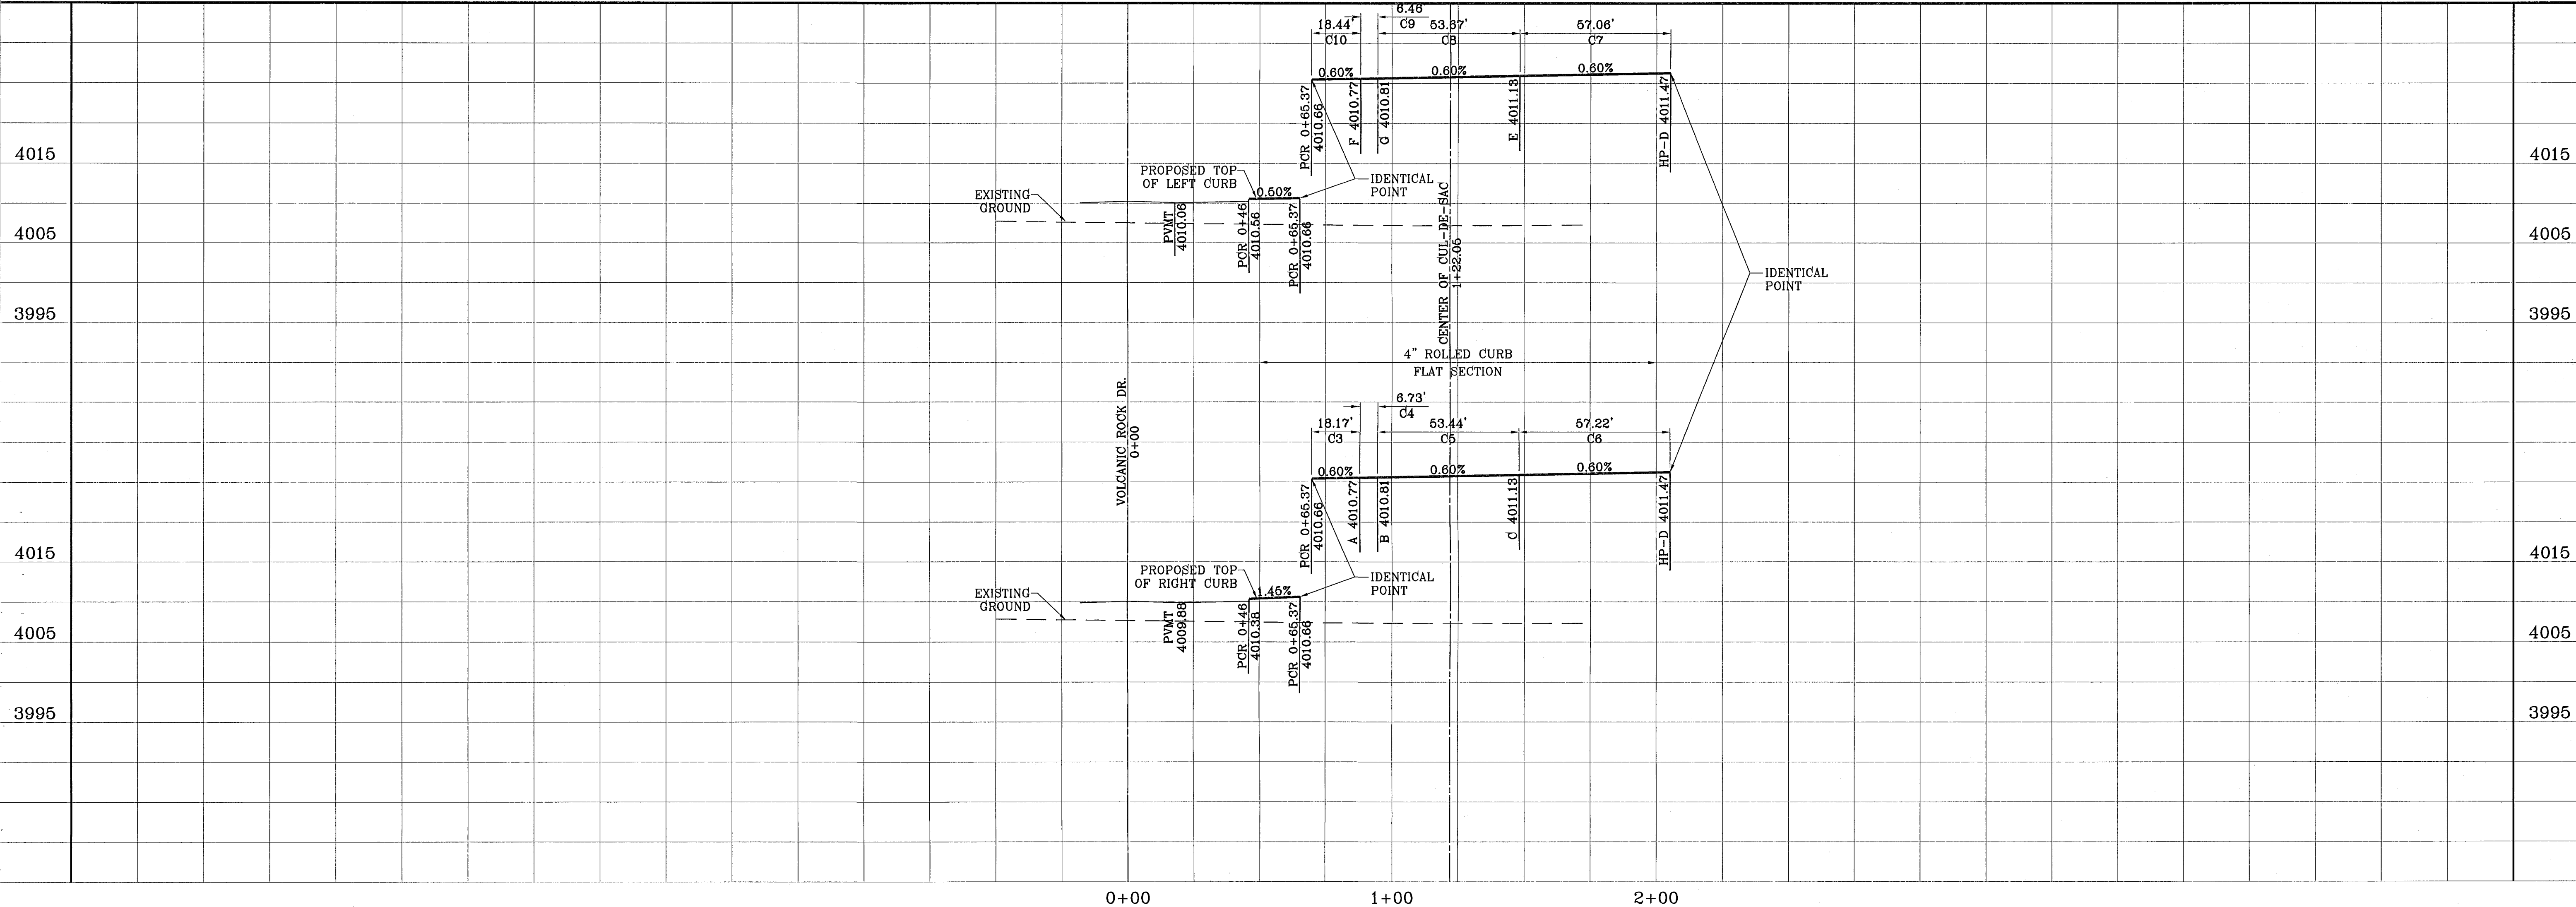 6.46'
18.44' C9 53.67' 57.06'
C10 C8 C7
0.60% 0.60% 0.60%
PCR 0+65.37
4010.66
F 4010.77
G 4010.81
E 4011.13
HP-D 4011.47
4015 4015
PROPOSED TOP
OF LEFT CURB
0.50%
IDENTICAL
POINT
EXISTING
GROUND
PVMT
4010.06
PCR 0+46
4010.56
PCR 0+65.37
4010.66
CENTER OF CUL-DE-SAC
1+22.05
4005 4005
IDENTICAL
POINT
3995 3995
4" ROLLED CURB
FLAT SECTION
VOLCANIC ROCK DR.
0+00
6.73'
18.17' C4 53.44' 57.22'
C3 C5 C6
0.60% 0.60% 0.60%
PCR 0+65.37
4010.66
A 4010.77
B 4010.81
C 4011.13
HP-D 4011.47
4015 4015
PROPOSED TOP
OF RIGHT CURB
1.45%
IDENTICAL
POINT
EXISTING
GROUND
PVMT
4009.88
PCR 0+46
4010.38
PCR 0+65.37
4010.66
4005 4005
3995 3995
0+00 1+00 2+00